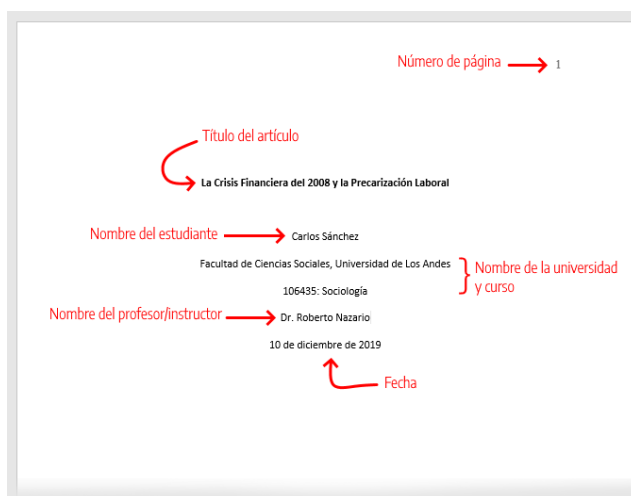 Número de página 1
Título del artículo
La Crisis Financiera del 2008 y la Precarización Laboral
Nombre del estudiante Carlos Sánchez
Facultad de Ciencias Sociales, Universidad de Los Andes
Nombre de la universidad
y curso
106435: Sociología
Nombre del profesor/instructor Dr. Roberto Nazario
10 de diciembre de 2019
Fecha